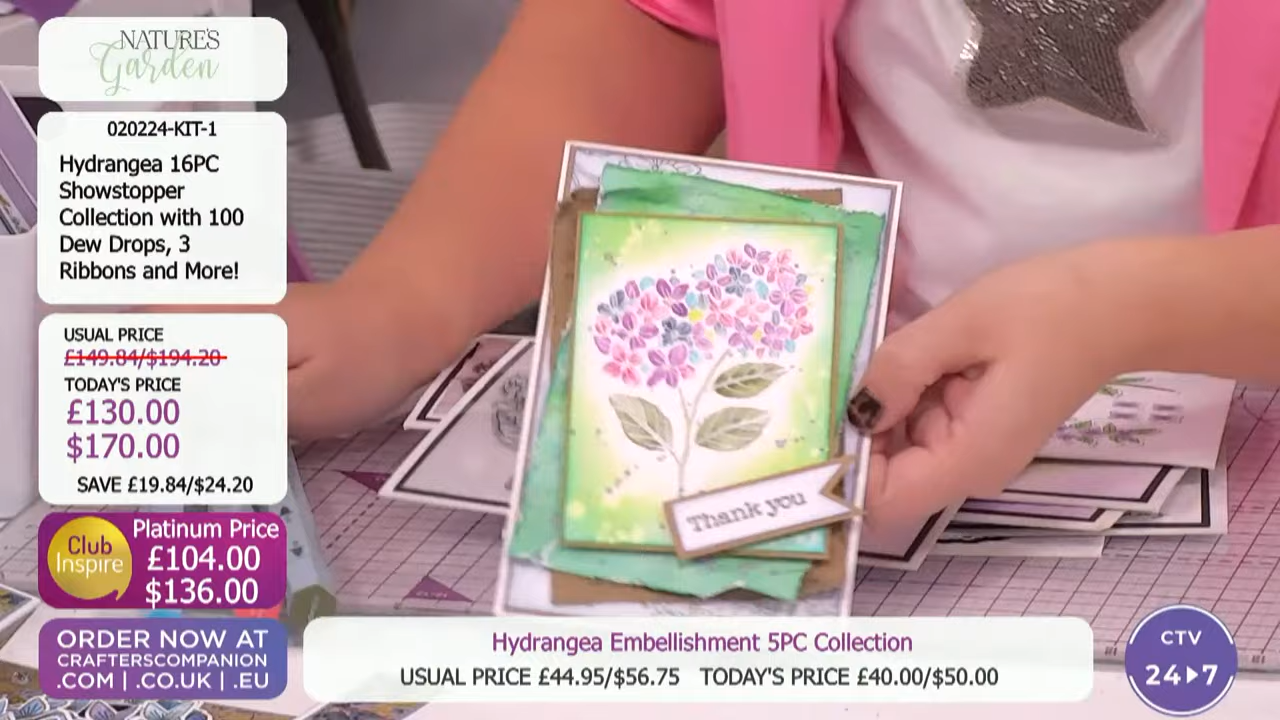 NATURE'S
Garden
020224-KIT-1
Hydrangea 16PC
Showstopper
Collection with 100
Dew Drops, 3
Ribbons and More!
USUAL PRICE
£149.84/$194.20
TODAY'S PRICE
£130.00
$170.00
SAVE £19.84/$24.20
Club
Inspire
Platinum Price
£104.00
$136.00
ORDER NOW AT
CRAFTERSCOMPANION
.COM | .CO.UK | .EU
Thank you
Hydrangea Embellishment 5PC Collection
USUAL PRICE £44.95/$56.75 TODAY'S PRICE £40.00/$50.00
CTV
24▶7